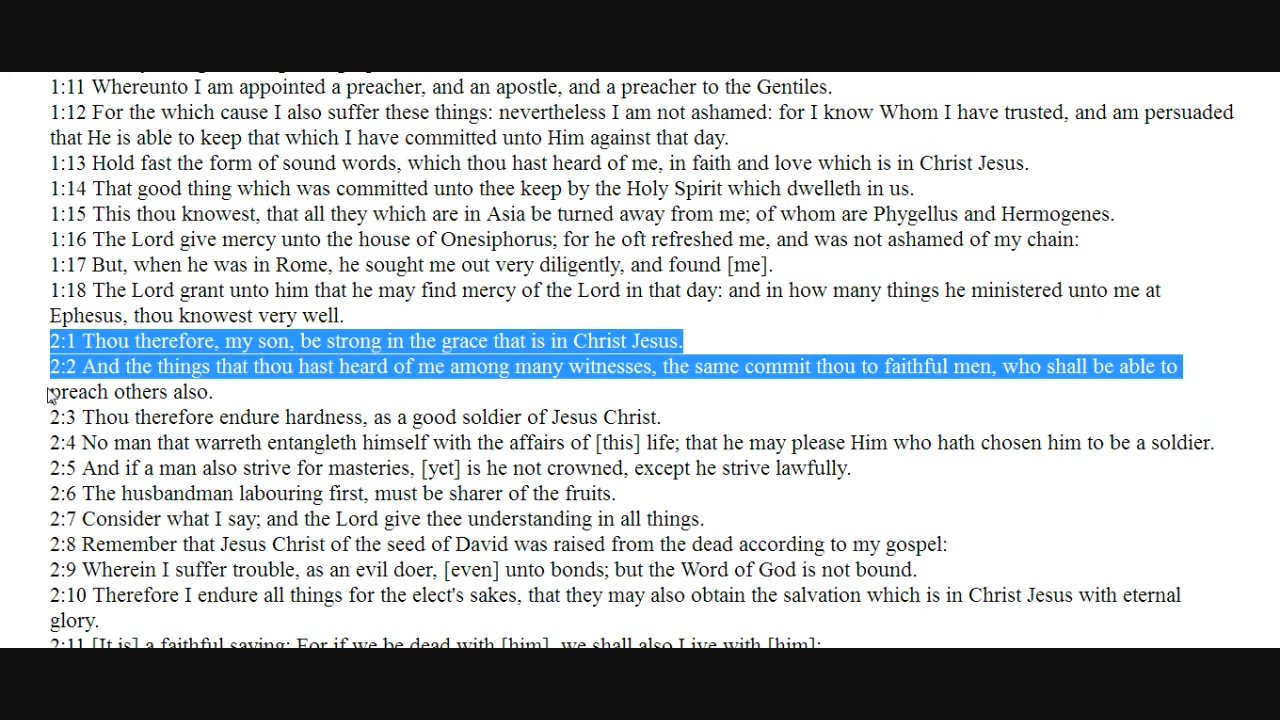 1:11 Whereunto I am appointed a preacher, and an apostle, and a preacher to the Gentiles.
1:12 For the which cause I also suffer these things: nevertheless I am not ashamed: for I know Whom I have trusted, and am persuaded
that He is able to keep that which I have committed unto Him against that day.
1:13 Hold fast the form of sound words, which thou hast heard of me, in faith and love which is in Christ Jesus.
1:14 That good thing which was committed unto thee keep by the Holy Spirit which dwelleth in us.
1:15 This thou knowest, that all they which are in Asia be turned away from me; of whom are Phygellus and Hermogenes.
1:16 The Lord give mercy unto the house of Onesiphorus; for he oft refreshed me, and was not ashamed of my chain:
1:17 But, when he was in Rome, he sought me out very diligently, and found [me].
1:18 The Lord grant unto him that he may find mercy of the Lord in that day: and in how many things he ministered unto me at
Ephesus, thou knowest very well.
2:1 Thou therefore, my son, be strong in the grace that is in Christ Jesus.
2:2 And the things that thou hast heard of me among many witnesses, the same commit thou to faithful men, who shall be able to
preach others also.
2:3 Thou therefore endure hardness, as a good soldier of Jesus Christ.
2:4 No man that warreth entangleth himself with the affairs of [this] life; that he may please Him who hath chosen him to be a soldier.
2:5 And if a man also strive for masteries, [yet] is he not crowned, except he strive lawfully.
2:6 The husbandman labouring first, must be sharer of the fruits.
2:7 Consider what I say; and the Lord give thee understanding in all things.
2:8 Remember that Jesus Christ of the seed of David was raised from the dead according to my gospel:
2:9 Wherein I suffer trouble, as an evil doer, [even] unto bonds; but the Word of God is not bound.
2:10 Therefore I endure all things for the elect's sakes, that they may also obtain the salvation which is in Christ Jesus with eternal
glory.
2:11 [It is] a faithful saying: For if we be dead with [him], we shall also Live with [him]: